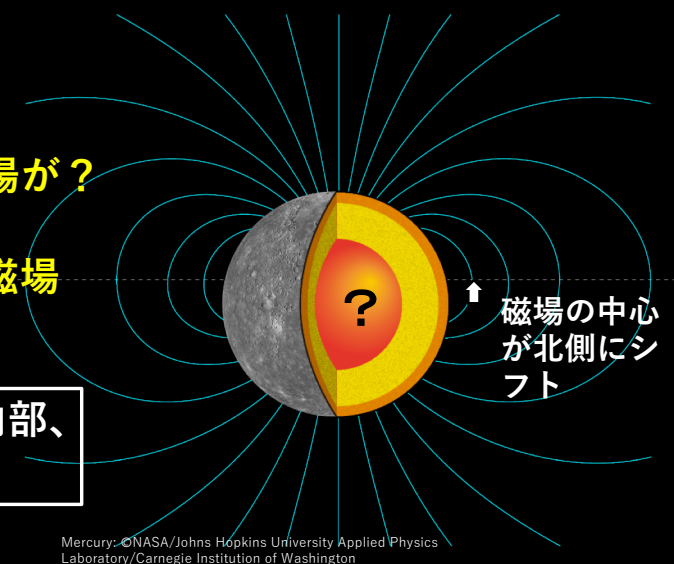 場が？
磁場
内部、
?
磁場の中心
が北側にシ
フト
Mercury: ©NASA/Johns Hopkins University Applied Physics
Laboratory/Carnegie Institution of Washington